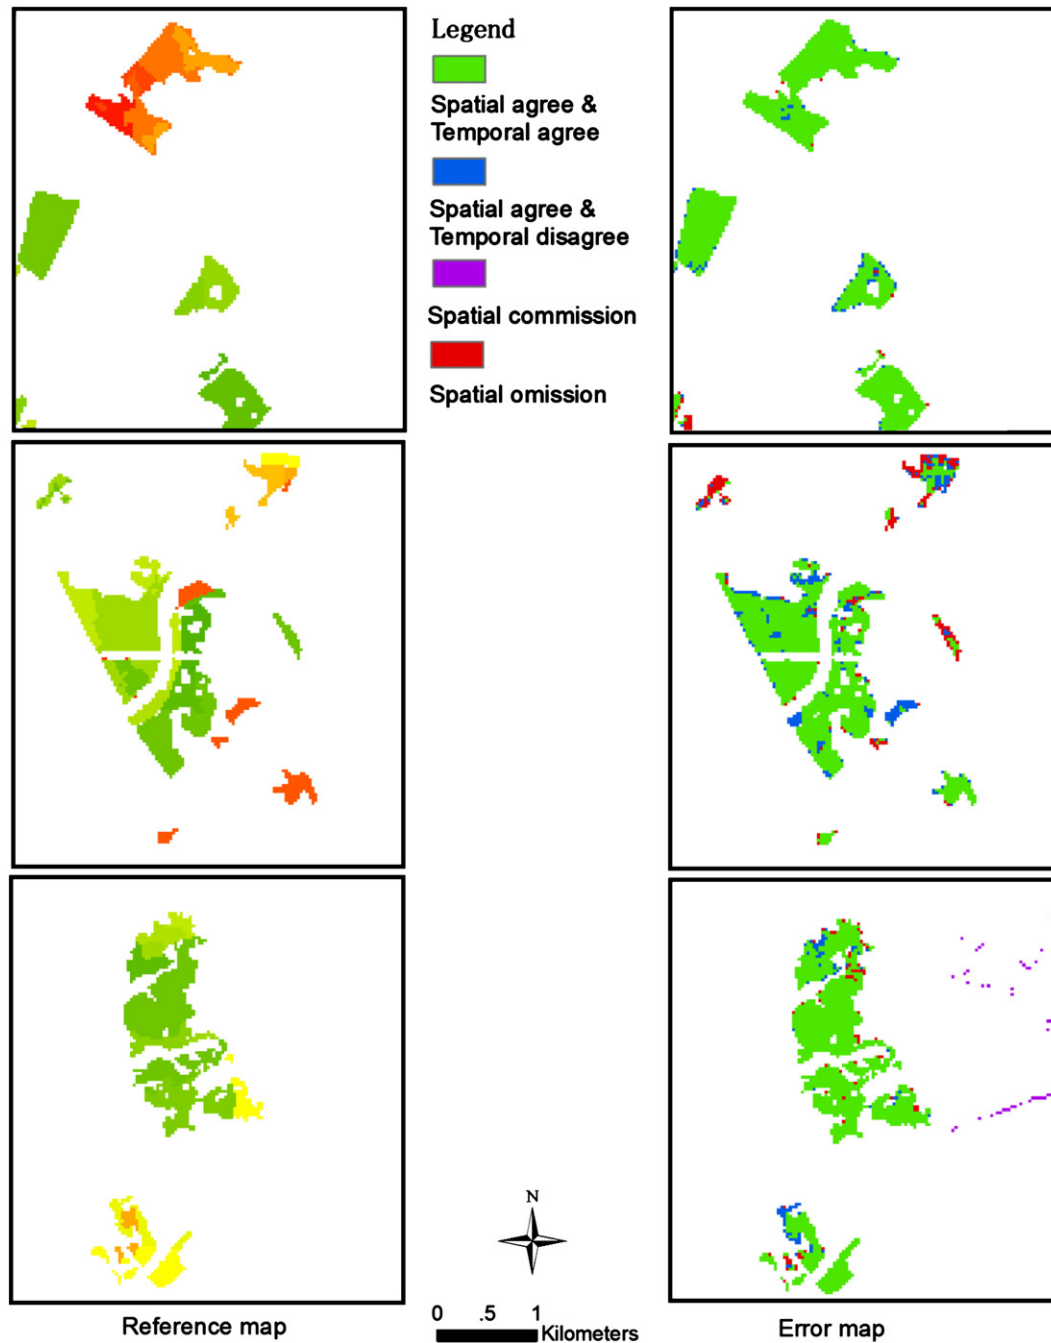 Legend
Spatial agree &
Temporal agree
Spatial agree &
Temporal disagree
Spatial commission
Spatial omission
N
0 .5 1
Kilometers
Reference map
Error map